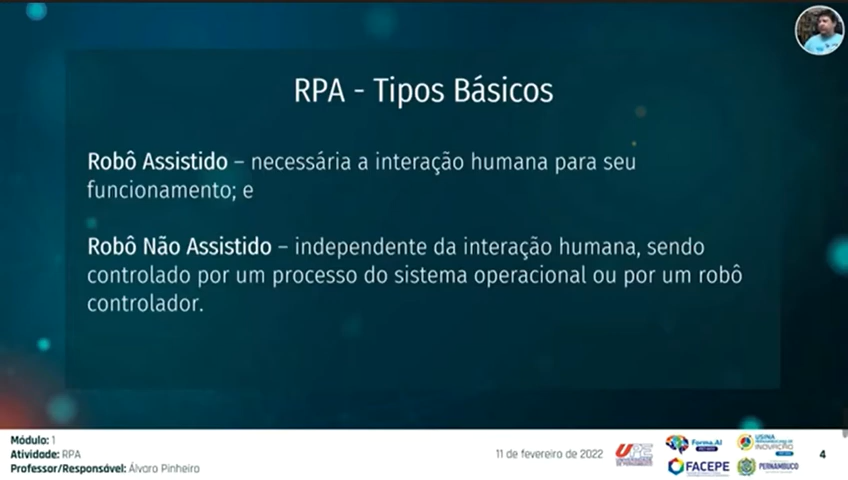 RPA - Tipos Básicos
Robô Assistido – necessária a interação humana para seu
funcionamento; e
Robô Não Assistido – independente da interação humana, sendo
controlado por um processo do sistema operacional ou por um robô
controlador.
Módulo: 1
Atividade: RPA
Professor/Responsável: Álvaro Pinheiro
11 de fevereiro de 2022
UPE
Forma.AI
FACEPE
USINA
INOVAÇÃO
PERNAMBUCO
4